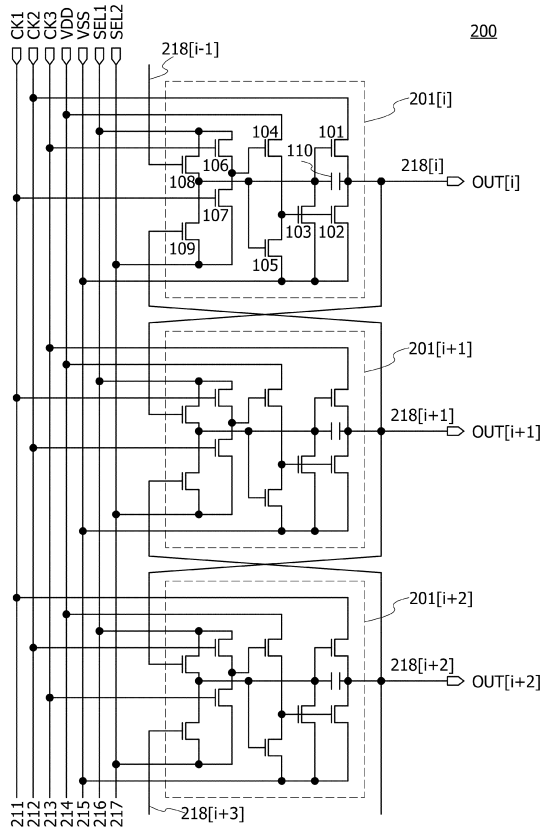 CK1
CK2
CK3
VDD
VSS
SEL1
SEL2
200
218[i-1]
201[i]
104
101
110
106
108
218[i]
OUT[i]
107
103
102
109
105
201[i+1]
218[i+1]
OUT[i+1]
201[i+2]
218[i+2]
OUT[i+2]
211
212
213
214
215
216
217
218[i+3]